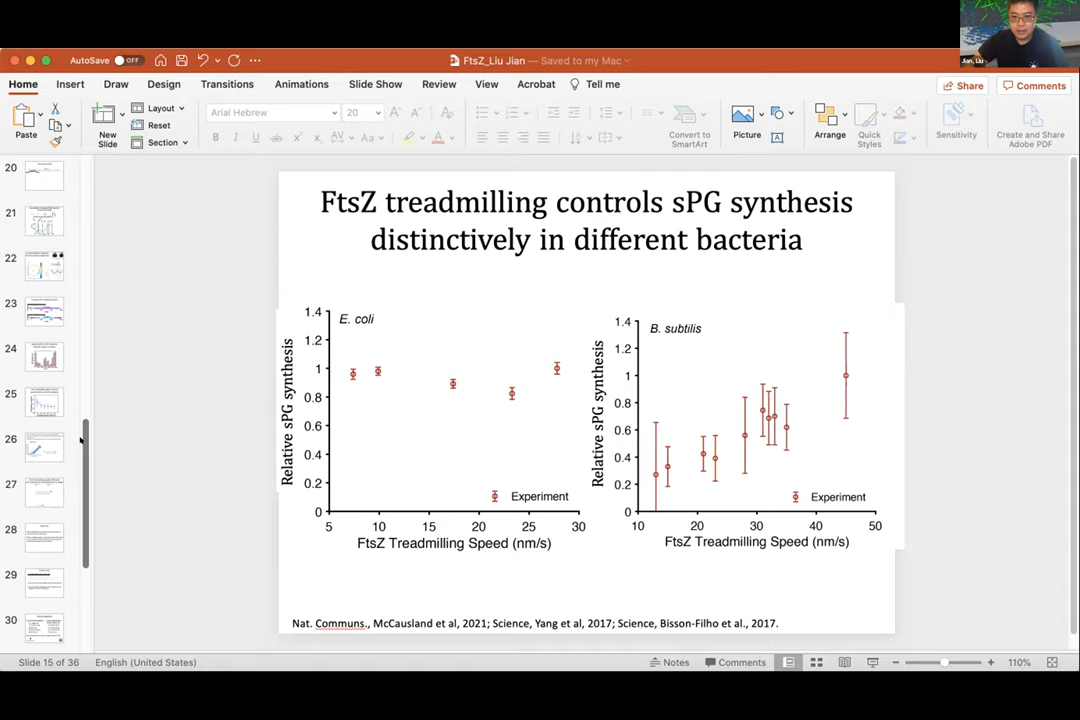 Jian, Liu
AutoSave OFF
FtsZ_Liu Jian — Saved to my Mac
Home Insert Draw Design Transitions Animations Slide Show Review View Acrobat Tell me
Share Comments
Paste
New Slide
Layout
Reset
Section
Arabic Hebrew 20
Convert to SmartArt
Picture
Arrange
Quick Styles
Sensitivity
Create and Share Adobe PDF
20
21
22
23
24
25
26
27
28
29
30
FtsZ treadmilling controls sPG synthesis
distinctively in different bacteria
E. coli
Relative sPG synthesis
1.4
1.2
1
0.8
0.6
0.4
0.2
0
5 10 15 20 25 30
Experiment
FtsZ Treadmilling Speed (nm/s)
B. subtilis
Relative sPG synthesis
1.4
1.2
1
0.8
0.6
0.4
0.2
0
10 20 30 40 50
Experiment
FtsZ Treadmilling Speed (nm/s)
Nat. Communs., McCausland et al, 2021; Science, Yang et al, 2017; Science, Bisson-Filho et al., 2017.
Slide 15 of 36 English (United States)
Notes Comments 110%